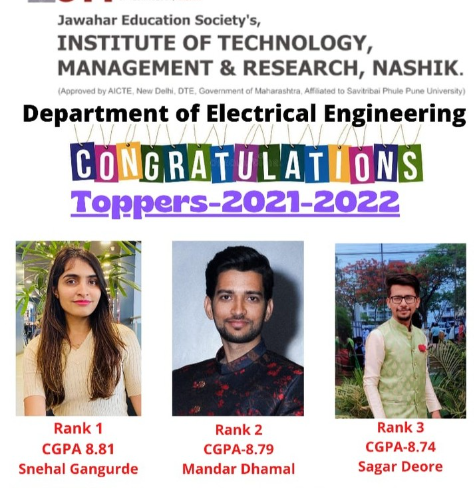 Jawahar Education Society's,
INSTITUTE OF TECHNOLOGY,
MANAGEMENT & RESEARCH, NASHIK.
(Approved by AICTE, New Delhi, DTE, Government of Maharashtra, Affiliated to Savitribai Phule Pune University)
Department of Electrical Engineering
CONGRATULATIONS
Toppers-2021-2022
Rank 1
CGPA 8.81
Snehal Gangurde
Rank 2
CGPA-8.79
Mandar Dhamal
Rank 3
CGPA-8.74
Sagar Deore